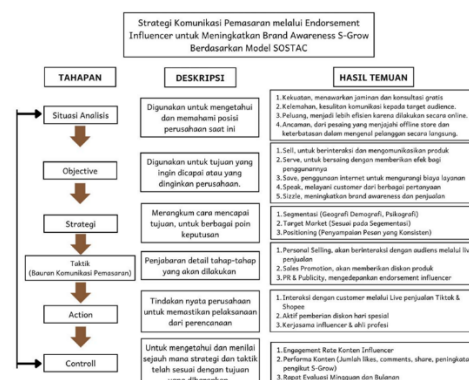 Strategi Komunikasi Pemasaran melalui Endorsement
Influencer untuk Meningkatkan Brand Awareness S-Grow
Berdasarkan Model SOSTAC
TAHAPAN
DESKRIPSI
HASIL TEMUAN
Situasi Analisis
Digunakan untuk mengetahui
dan memahami posisi
perusahaan saat ini
1. Kekuatan, menawarkan jaminan dan konsultasi gratis
2. Kelemahan, kesulitan komunikasi kepada target audience.
3. Peluang, menjadi lebih efisien karena dilakukan secara online.
4. Ancaman, dari pesaing yang menjajahi offline store dan
keterbatasan dalam mengenal pelanggan secara langsung.
Objective
Digunakan untuk tujuan yang
ingin dicapai atau yang
dinginkan perusahaan.
1. Sell, untuk berinteraksi dan mengomunikasikan produk
2. Serve, untuk bersaing dengan memberikan efek bagi
penggunannya
3. Save, penggunaan internet untuk mengurangi biaya layanan
4. Speak, melayani customer dari berbagai pertanyaan
5. Sizzle, meningkatkan brand awareness dan penjualan
Strategi
Merangkum cara mencapai
tujuan, untuk berbagai poin
keputusan
1. Segmentasi (Geografi Demografi, Psikografi)
2. Target Market (Sesuai pada Segmentasi)
3. Positioning (Penyampaian Pesan yang Konsisten)
Taktik
(Bauran Komunikasi Pemasaran)
Penjabaran detail tahap-tahap
yang akan dilakukan
1. Personal Selling, akan berinteraksi dengan audiens melalui live
penjualan
2. Sales Promotion, akan memberikan diskon produk
3. PR & Publicity, mengedepankan endorsement influencer
Action
Tindakan nyata perusahaan
untuk memastikan pelaksanaan
dari perencanaan
1. Interaksi dengan customer melalui Live penjualan Tiktok &
Shopee
2. Aktif pemberian diskon hari spesial
3. Kerjasama influencer & ahli profesi
Controll
Untuk mengetahui dan menilai
sejauh mana strategi dan taktik
telah sesuai dengan tujuan
yang diharapkan
1. Engagement Rate Konten Influencer
2. Performa Konten (Jumlah likes, comments, share, peningkatan
pengikut S-Grow)
3. Rapat Evaluasi Mingguan dan Bulanan